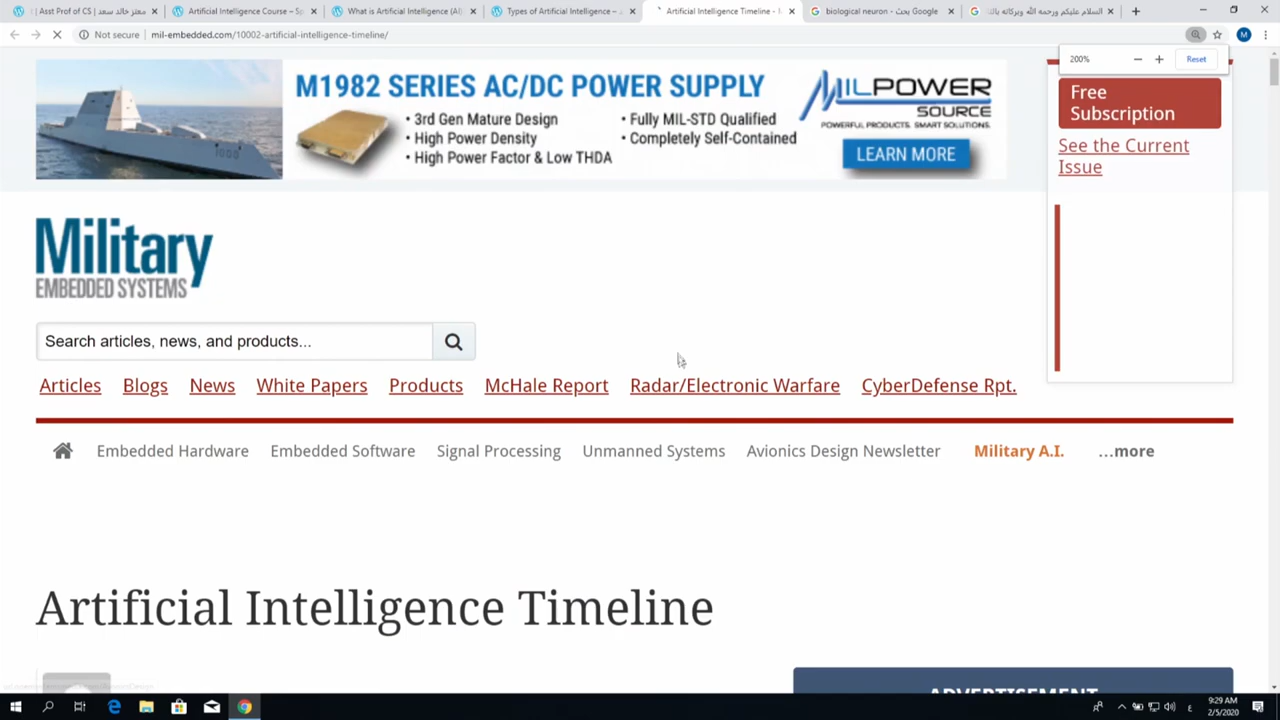 معتز خالد سعد | Asst Prof of CS
Artificial Intelligence Course – S
What is Artificial Intelligence (AI)
Types of Artificial Intelligence –
Artificial Intelligence Timeline -
biological neuron - بحث Google
السلام عليكم ورحمه الله وبركاته
Not secure | mil-embedded.com/10002-artificial-intelligence-timeline/
M
200%
Reset
M1982 SERIES AC/DC POWER SUPPLY
• 3rd Gen Mature Design
• High Power Density
• High Power Factor & Low THDA
• Fully MIL-STD Qualified
• Completely Self-Contained
MILPOWER
SOURCE
POWERFUL PRODUCTS. SMART SOLUTIONS.
LEARN MORE
1000
Free
Subscription
See the Current
Issue
Military
EMBEDDED SYSTEMS
Search articles, news, and products...
Articles Blogs News White Papers Products McHale Report Radar/Electronic Warfare CyberDefense Rpt.
Embedded Hardware Embedded Software Signal Processing Unmanned Systems Avionics Design Newsletter Military A.I. ...more
Artificial Intelligence Timeline
ADVERTISEMENT
ع
9:29 AM
2/5/2020